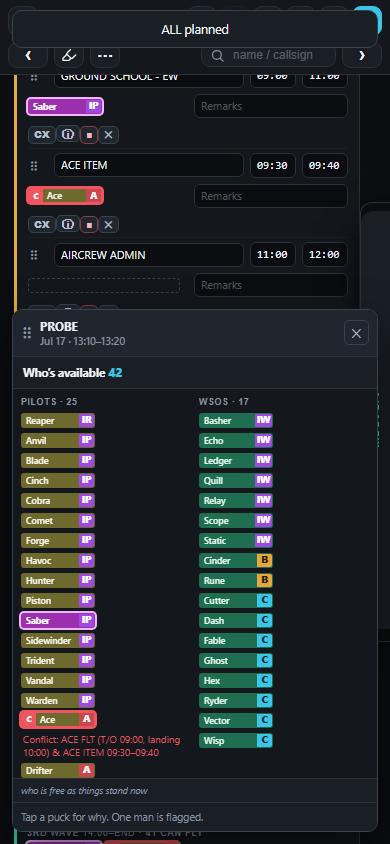 ALL planned
name / callsign
GROUND SCHOOL - EW 09:00 11:00
Saber IP Remarks
CX
ACE ITEM 09:30 09:40
c Ace A Remarks
CX
AIRCREW ADMIN 11:00 12:00
Remarks
PROBE
Jul 17 · 13:10–13:20
Who's available 42
PILOTS · 25
Reaper IR
Anvil IP
Blade IP
Cinch IP
Cobra IP
Comet IP
Forge IP
Havoc IP
Hunter IP
Piston IP
Saber IP
Sidewinder IP
Trident IP
Vandal IP
Warden IP
c Ace A
Conflict: ACE FLT (T/O 09:00, landing
10:00) & ACE ITEM 09:30–09:40
Drifter A
WSOS · 17
Basher IW
Echo IW
Ledger IW
Quill IW
Relay IW
Scope IW
Static IW
Cinder B
Rune B
Cutter C
Dash C
Fable C
Ghost C
Hex C
Ryder C
Vector C
Wisp C
who is free as things stand now
Tap a puck for why. One man is flagged.
3RD WAVE 14:00–END · 41 CAN FLY